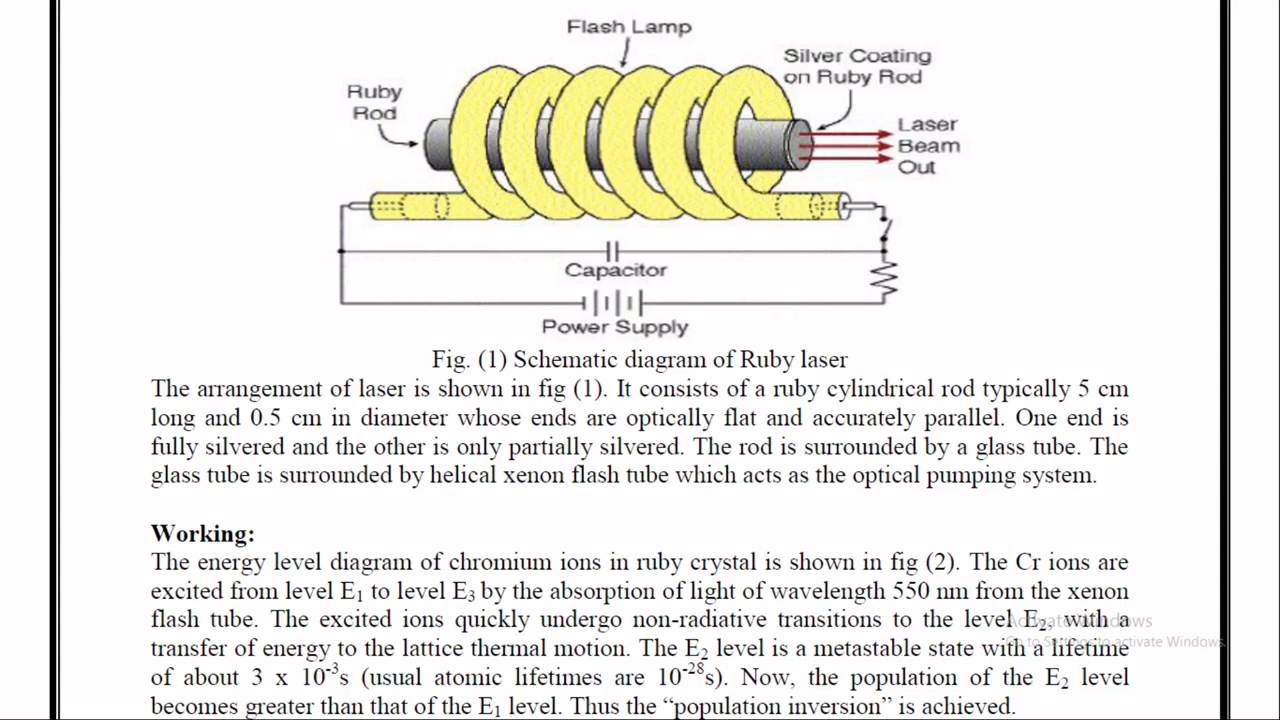 Flash Lamp
Silver Coating
on Ruby Rod
Ruby
Rod
Laser
Beam
Out
Capacitor
Power Supply
Fig. (1) Schematic diagram of Ruby laser
The arrangement of laser is shown in fig (1). It consists of a ruby cylindrical rod typically 5 cm
long and 0.5 cm in diameter whose ends are optically flat and accurately parallel. One end is
fully silvered and the other is only partially silvered. The rod is surrounded by a glass tube. The
glass tube is surrounded by helical xenon flash tube which acts as the optical pumping system.
Working:
The energy level diagram of chromium ions in ruby crystal is shown in fig (2). The Cr ions are
excited from level E₁ to level E₃ by the absorption of light of wavelength 550 nm from the xenon
flash tube. The excited ions quickly undergo non-radiative transitions to the level E₂, with a
transfer of energy to the lattice thermal motion. The E₂ level is a metastable state with a lifetime
of about 3 x 10⁻³s (usual atomic lifetimes are 10⁻²⁸s). Now, the population of the E₂ level
becomes greater than that of the E₁ level. Thus the “population inversion” is achieved.
Activate Windows
Go to Settings to activate Windows.